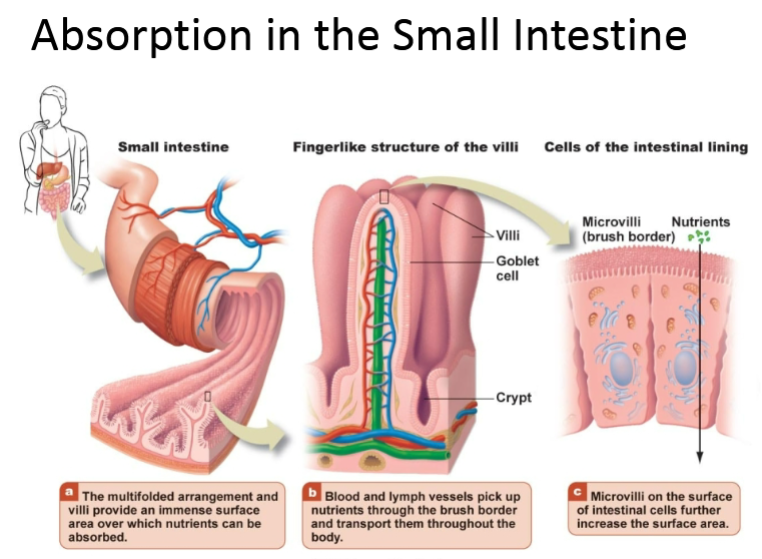 Absorption in the Small Intestine
Small intestine
Fingerlike structure of the villi
Cells of the intestinal lining
Microvilli
(brush border)
Nutrients
Villi
Goblet
cell
Crypt
a The multifolded arrangement and
villi provide an immense surface
area over which nutrients can be
absorbed.
b Blood and lymph vessels pick up
nutrients through the brush border
and transport them throughout the
body.
c Microvilli on the surface
of intestinal cells further
increase the surface area.